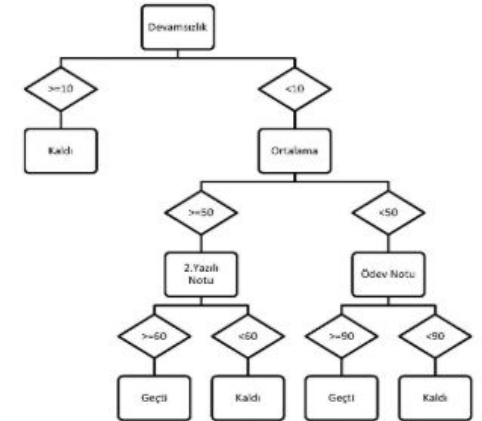 Devamsızlık
>=10
<10
Kaldı
Ortalama
>=50
<50
2.Yazılı
Notu
Ödev Notu
>=60
<60
>=90
<90
Geçti
Kaldı
Geçti
Kaldı